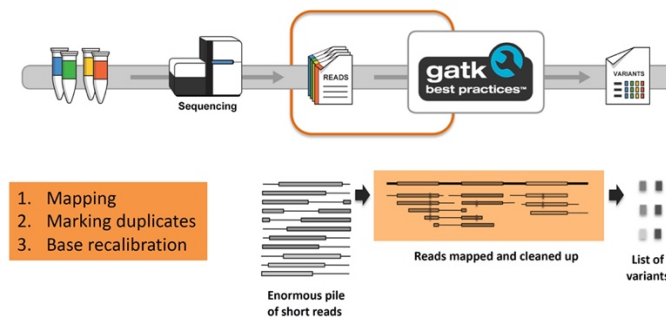 Sequencing
READS
gatk
best practices™
VARIANTS
1. Mapping
2. Marking duplicates
3. Base recalibration
Enormous pile
of short reads
Reads mapped and cleaned up
List of
variants